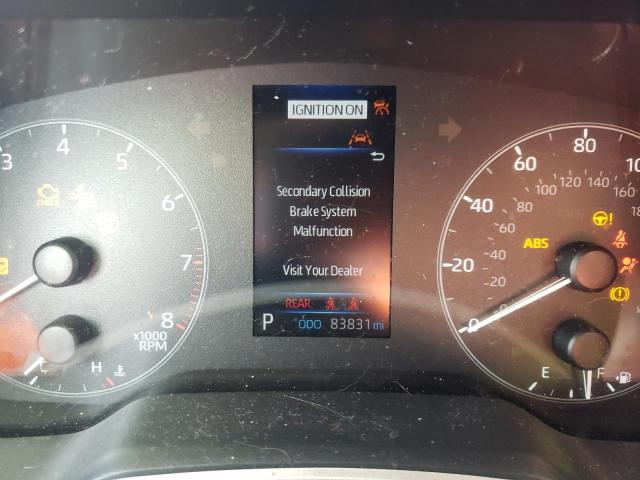 IGNITION ON
Secondary Collision
Brake System
Malfunction
Visit Your Dealer
REAR
P ODO 83831 mi
3 4 5 6 7 8
x1000
RPM
CHECK
H
0 20 40 60 80
0 20 40 60 80 100 120 140 160
ABS
E F